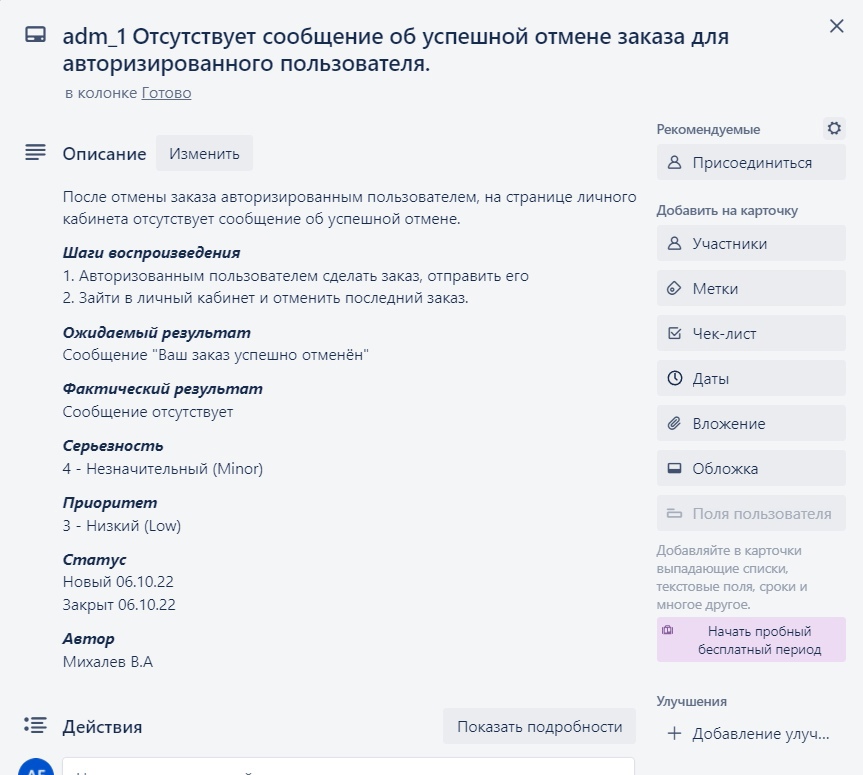 adm_1 Отсутствует сообщение об успешной отмене заказа для
авторизированного пользователя.
в колонке Готово
Описание
Изменить
После отмены заказа авторизированным пользователем, на странице личного
кабинета отсутствует сообщение об успешной отмене.
Шаги воспроизведения
1. Авторизованным пользователем сделать заказ, отправить его
2. Зайти в личный кабинет и отменить последний заказ.
Ожидаемый результат
Сообщение "Ваш заказ успешно отменён"
Фактический результат
Сообщение отсутствует
Серьезность
4 - Незначительный (Minor)
Приоритет
3 - Низкий (Low)
Статус
Новый 06.10.22
Закрыт 06.10.22
Автор
Михалев В.А
Действия
Показать подробности
Рекомендуемые
Присоединиться
Добавить на карточку
Участники
Метки
Чек-лист
Даты
Вложение
Обложка
Поля пользователя
Добавляйте в карточки
выпадающие списки,
текстовые поля, сроки и
многое другое.
Начать пробный
бесплатный период
Улучшения
+ Добавление улуч...